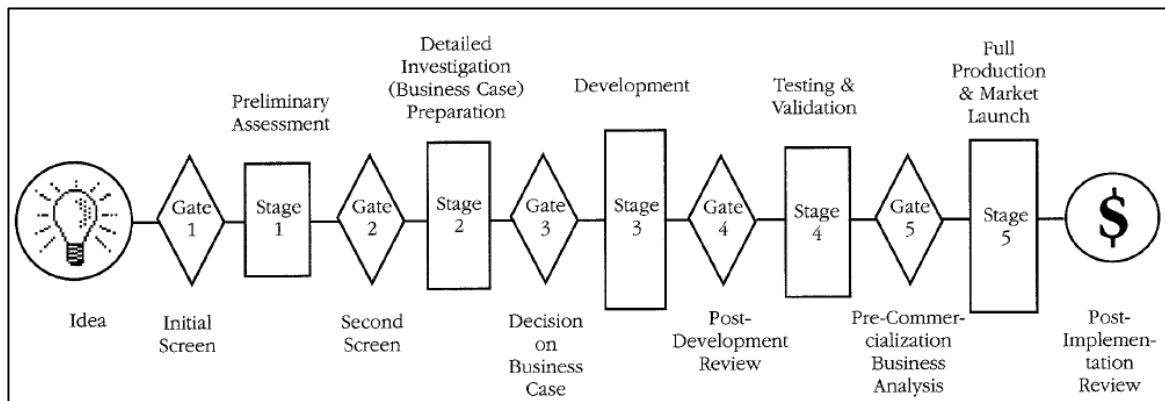 Preliminary
Assessment
Detailed
Investigation
(Business Case)
Preparation
Development
Testing &
Validation
Full
Production
& Market
Launch
Gate
1
Stage
1
Gate
2
Stage
2
Gate
3
Stage
3
Gate
4
Stage
4
Gate
5
Stage
5
$
Idea
Initial
Screen
Second
Screen
Decision
on
Business
Case
Post-
Development
Review
Pre-Commer-
cialization
Business
Analysis
Post-
Implemen-
tation
Review